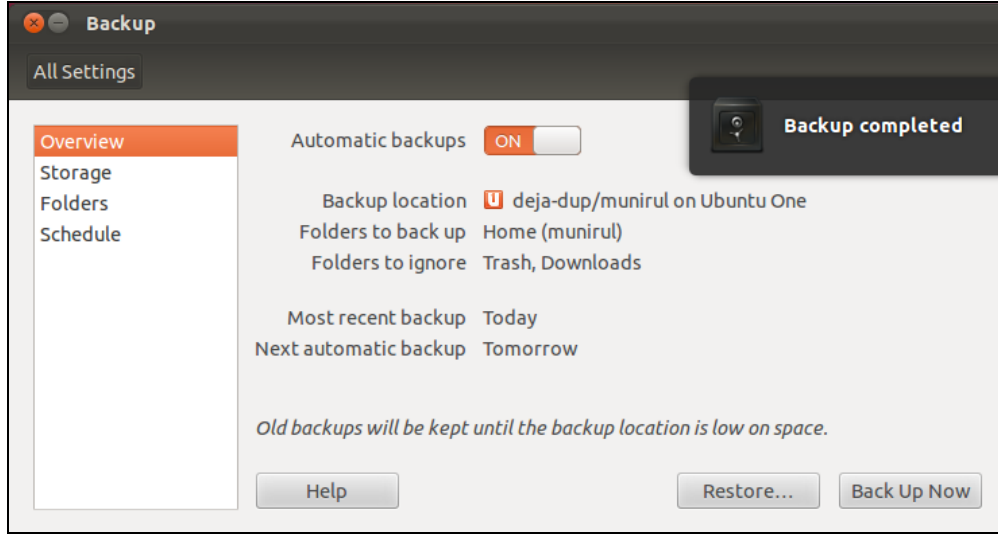 Backup
All Settings
Backup completed
Overview
Storage
Folders
Schedule
Automatic backups ON
Backup location deja-dup/munirul on Ubuntu One
Folders to back up Home (munirul)
Folders to ignore Trash, Downloads
Most recent backup Today
Next automatic backup Tomorrow
Old backups will be kept until the backup location is low on space.
Help Restore... Back Up Now